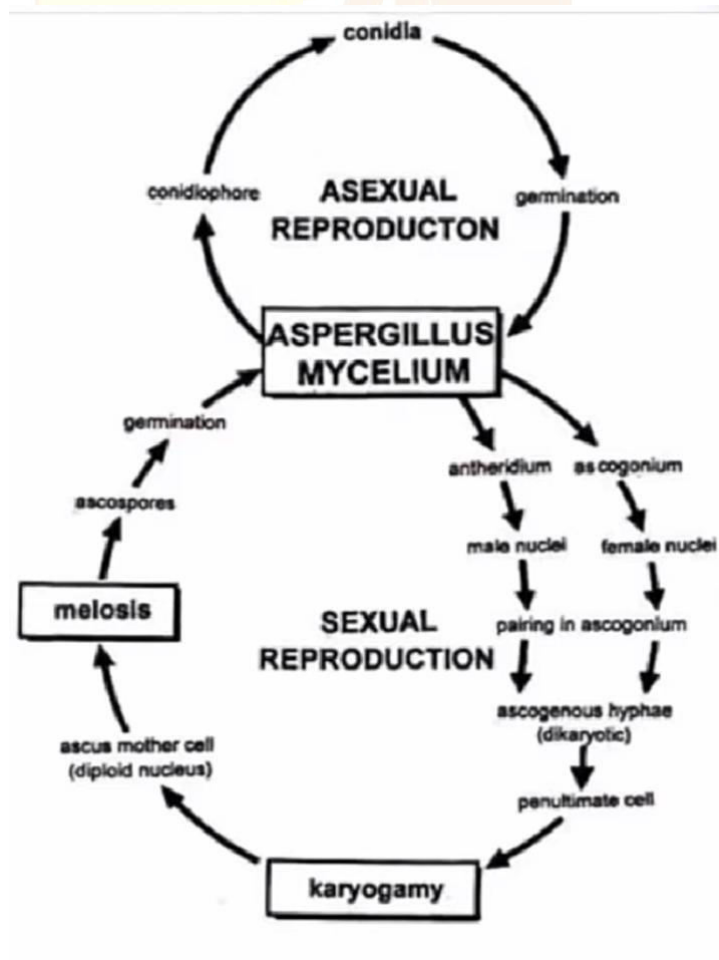 conidia
conidiophore
ASEXUAL
REPRODUCTON
germination
ASPERGILLUS
MYCELIUM
germination
antheridium
ascogonium
ascospores
male nuclei
female nuclei
meiosis
SEXUAL
REPRODUCTION
pairing in ascogonium
ascogenous hyphae
(dikaryotic)
ascus mother cell
(diploid nucleus)
penultimate cell
karyogamy